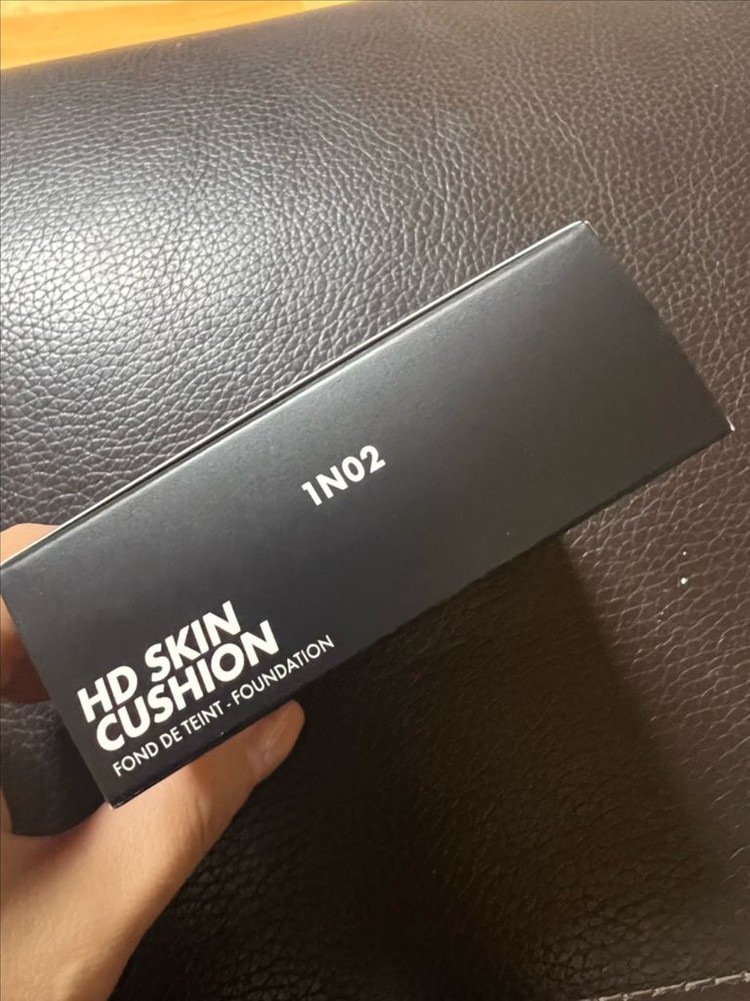 1N02
HD SKIN
CUSHION
FOND DE TEINT - FOUNDATION